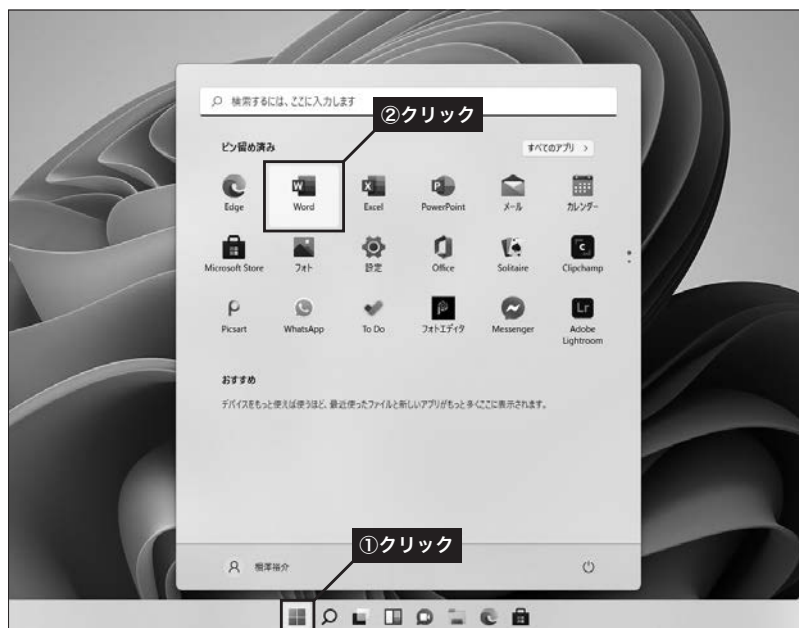 検索するには、ここに入力します
②クリック
ピン留め済み
すべてのアプリ >
Edge
Word
Excel
PowerPoint
メール
カレンダー
Microsoft Store
フォト
設定
Office
Solitaire
Clipchamp
Picsart
WhatsApp
To Do
フォトエディタ
Messenger
Lr
Adobe
Lightroom
おすすめ
デバイスをもっと使えば使うほど、最近使ったファイルと新しいアプリがもっと多くここに表示されます。
①クリック
相澤裕介